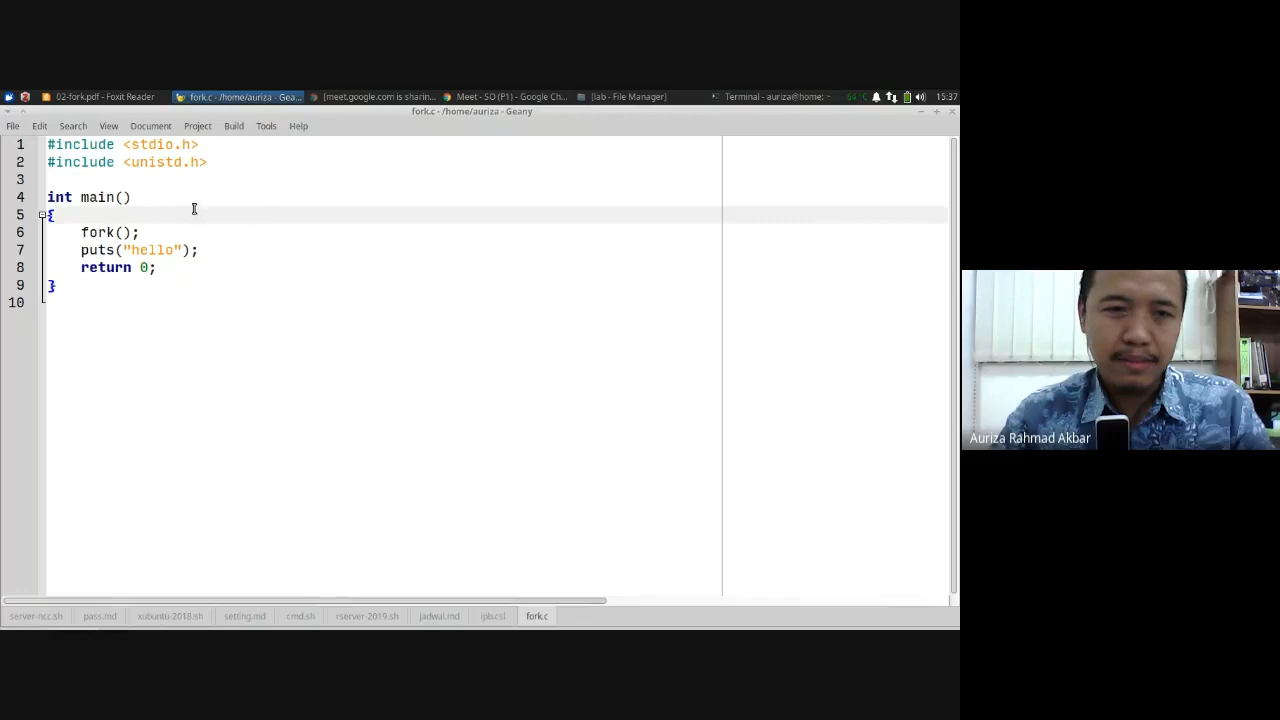 02-fork.pdf - Foxit Reader
fork.c - /home/auriza - Gea...
[meet.google.com is sharin...
Meet - SO (P1) - Google Ch...
[lab - File Manager]
Terminal - auriza@home: ~
64°C
15:37
fork.c - /home/auriza - Geany
File Edit Search View Document Project Build Tools Help
1 #include <stdio.h>
2 #include <unistd.h>
3
4 int main()
5 {
6 fork();
7 puts("hello");
8 return 0;
9 }
10
server-ncc.sh pass.md xubuntu-2018.sh setting.md cmd.sh rserver-2019.sh jadwal.md ipb.csl fork.c
Auriza Rahmad Akbar